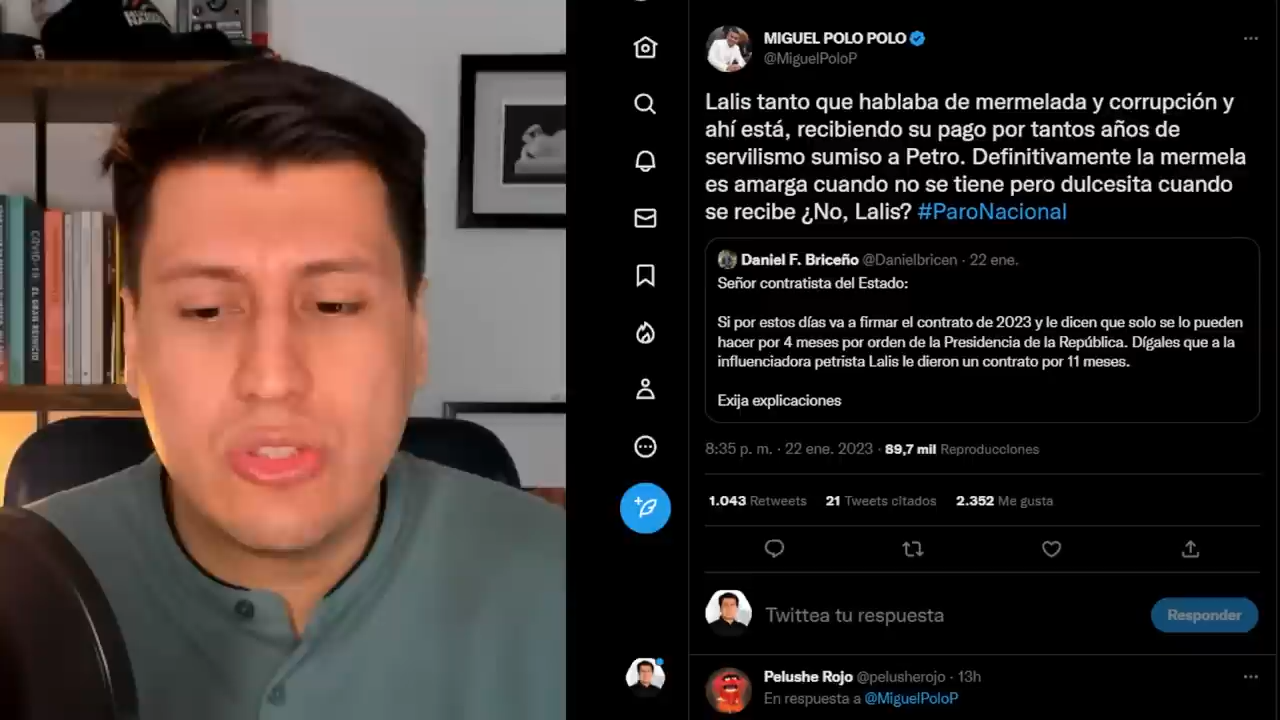 COVID-19 EL GRAN REINICIO
MIGUEL POLO POLO
@MiguelPoloP
Lalis tanto que hablaba de mermelada y corrupción y
ahí está, recibiendo su pago por tantos años de
servilismo sumiso a Petro. Definitivamente la mermela
es amarga cuando no se tiene pero dulcesita cuando
se recibe ¿No, Lalis? #ParoNacional
Daniel F. Briceño @Danielbricen · 22 ene.
Señor contratista del Estado:
Si por estos días va a firmar el contrato de 2023 y le dicen que solo se lo pueden
hacer por 4 meses por orden de la Presidencia de la República. Dígales que a la
influenciadora petrista Lalis le dieron un contrato por 11 meses.
Exija explicaciones
8:35 p. m. · 22 ene. 2023 · 89,7 mil Reproducciones
1.043 Retweets 21 Tweets citados 2.352 Me gusta
Twittea tu respuesta
Responder
Pelushe Rojo @pelusherojo · 13h
En respuesta a @MiguelPoloP